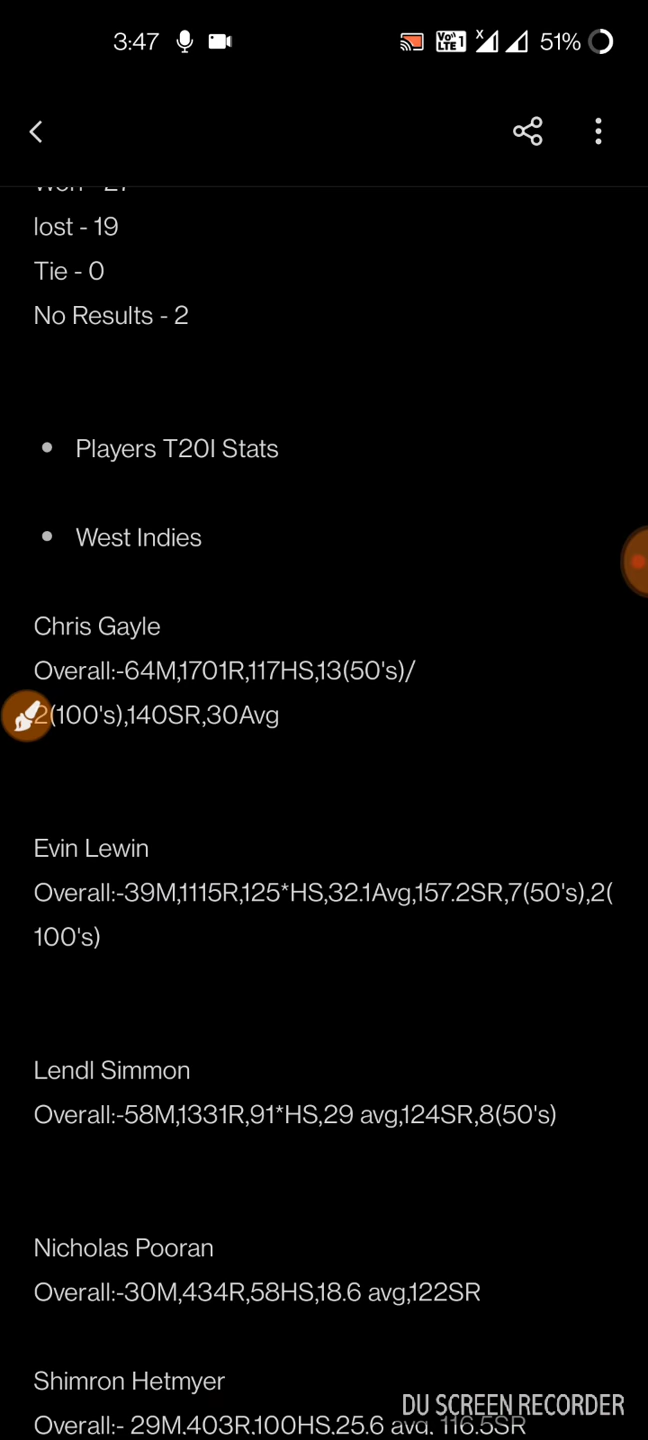 3:47
VoLTE 1
X
51%
lost - 19
Tie - 0
No Results - 2
Players T20I Stats
West Indies
Chris Gayle
Overall:-64M,1701R,117HS,13(50's)/
2(100's),140SR,30Avg
Evin Lewin
Overall:-39M,1115R,125*HS,32.1Avg,157.2SR,7(50's),2(
100's)
Lendl Simmon
Overall:-58M,1331R,91*HS,29 avg,124SR,8(50's)
Nicholas Pooran
Overall:-30M,434R,58HS,18.6 avg,122SR
Shimron Hetmyer
DU SCREEN RECORDER
Overall:- 29M,403R,100HS,25.6 avg, 116.5SR